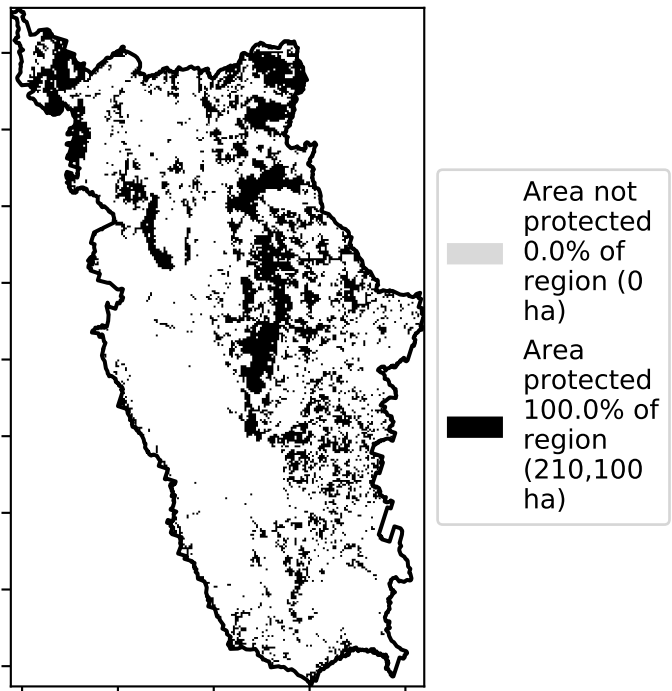 Area not
protected
0.0% of
region (0
ha)
Area
protected
100.0% of
region
(210,100
ha)